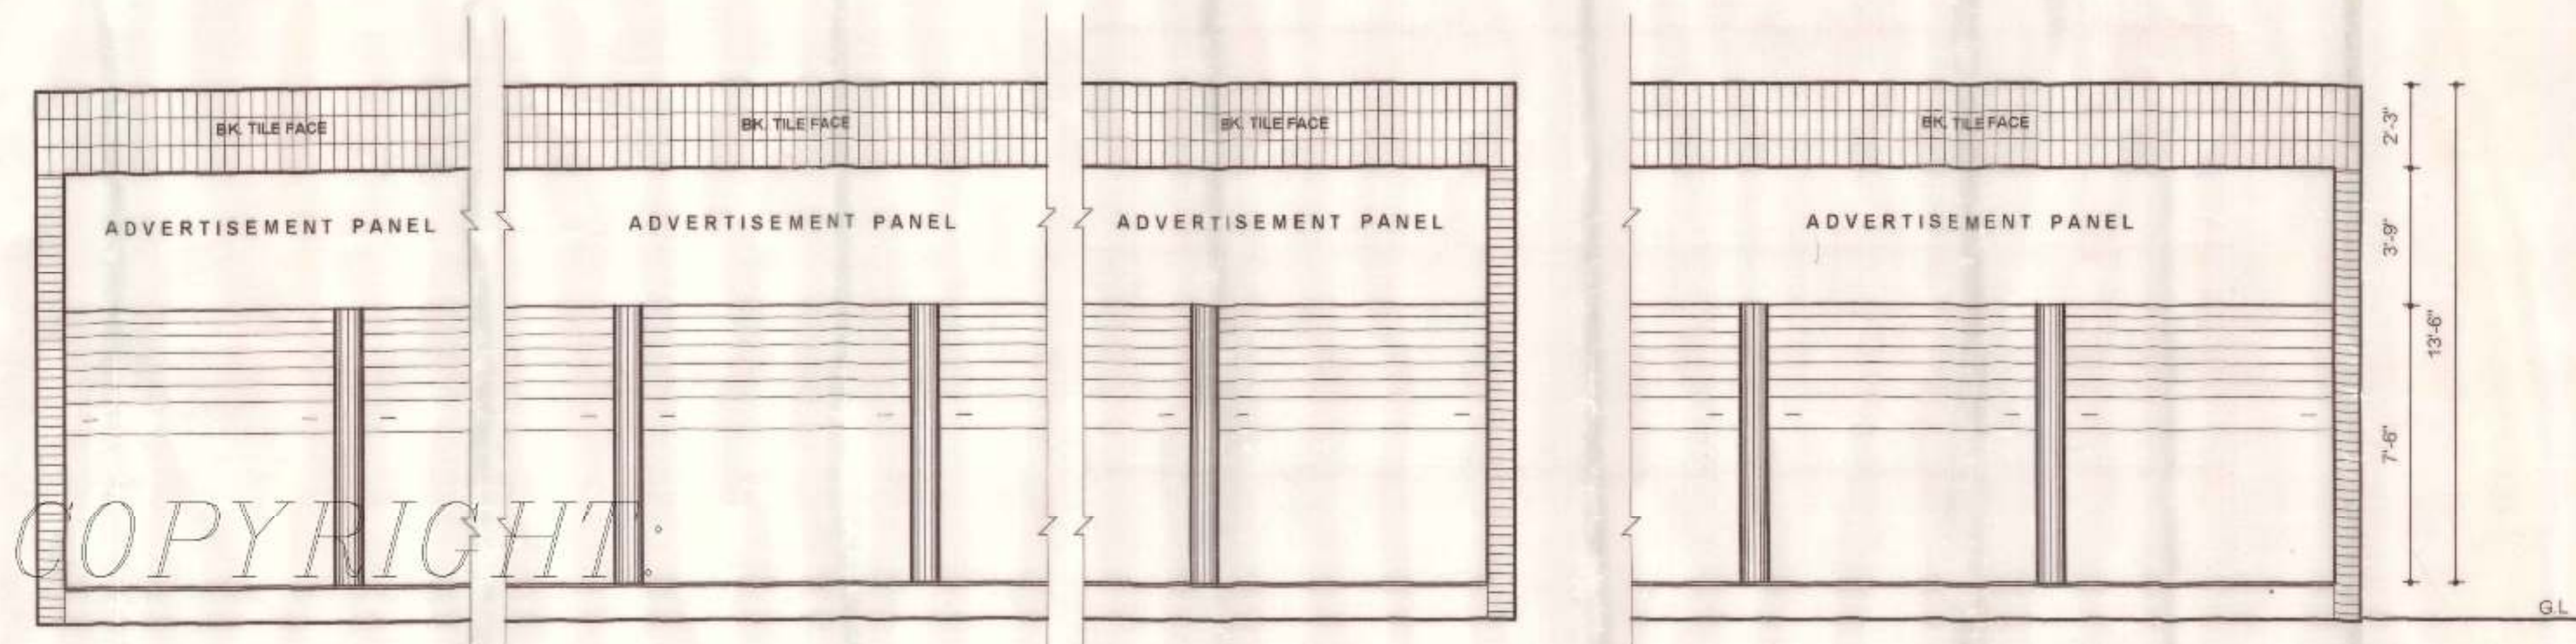 BK. TILE FACE
BK. TILE FACE
BK. TILE FACE
BK. TILE FACE
2'-3"
ADVERTISEMENT PANEL
ADVERTISEMENT PANEL
ADVERTISEMENT PANEL
ADVERTISEMENT PANEL
3'-9"
13'-6"
7'-6"
COPYRIGHT
G.L